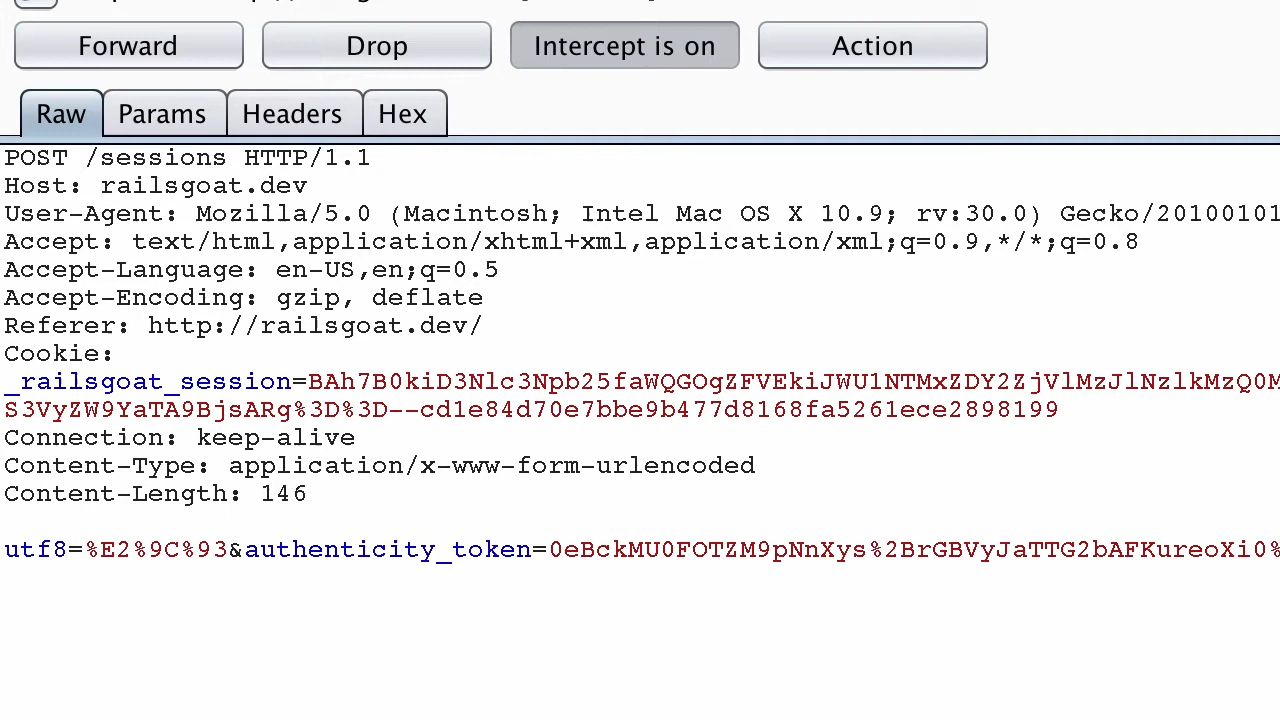 Forward Drop Intercept is on Action
Raw Params Headers Hex
POST /sessions HTTP/1.1
Host: railsgoat.dev
User-Agent: Mozilla/5.0 (Macintosh; Intel Mac OS X 10.9; rv:30.0) Gecko/20100101
Accept: text/html,application/xhtml+xml,application/xml;q=0.9,*/*;q=0.8
Accept-Language: en-US,en;q=0.5
Accept-Encoding: gzip, deflate
Referer: http://railsgoat.dev/
Cookie:
_railsgoat_session=BAh7B0kiD3Nlc3Npb25faWQGOgZFVEkiJWU1NTMxZDY2ZjVlMzJlNzlkMzQ0M
S3VyZW9YaTA9BjsARg%3D%3D--cd1e84d70e7bbe9b477d8168fa5261ece2898199
Connection: keep-alive
Content-Type: application/x-www-form-urlencoded
Content-Length: 146
utf8=%E2%9C%93&authenticity_token=0eBckMU0FOTZM9pNnXys%2BrGBVyJaTTG2bAFKureoXi0%